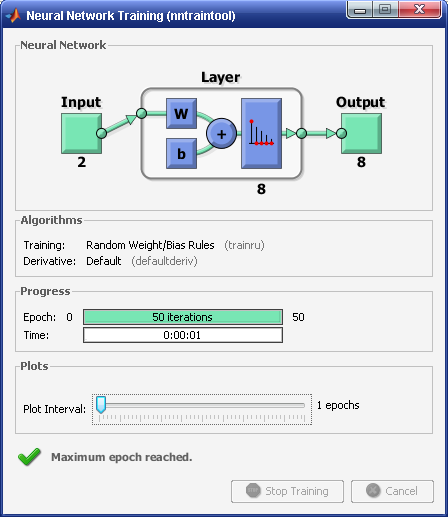 Neural Network Training (nntraintool)
Neural Network
Layer
Input
Output
W
b
+
2
8
8
Algorithms
Training: Random Weight/Bias Rules (trainru)
Derivative: Default (defaultderiv)
Progress
Epoch: 0 50 iterations 50
Time: 0:00:01
Plots
Plot Interval: 1 epochs
Maximum epoch reached.
Stop Training Cancel